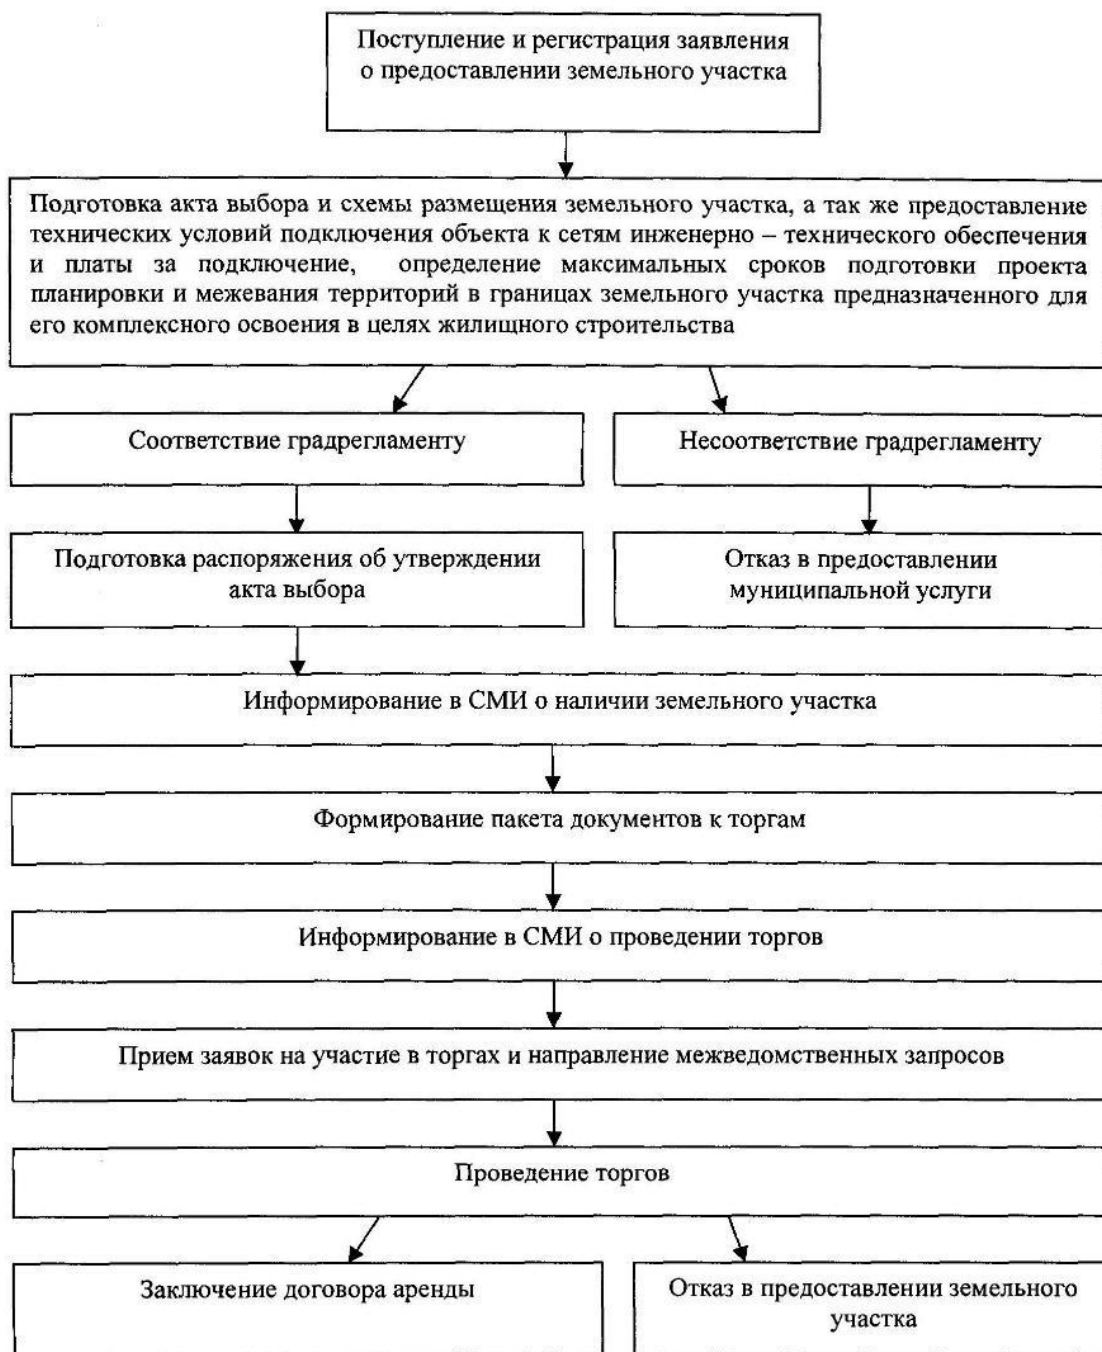 Поступление и регистрация заявления
о предоставлении земельного участка
Подготовка акта выбора и схемы размещения земельного участка, а так же предоставление
технических условий подключения объекта к сетям инженерно – технического обеспечения
и платы за подключение, определение максимальных сроков подготовки проекта
планировки и межевания территорий в границах земельного участка предназначенного для
его комплексного освоения в целях жилищного строительства
Соответствие градрегламенту
Несоответствие градрегламенту
Подготовка распоряжения об утверждении
акта выбора
Отказ в предоставлении
муниципальной услуги
Информирование в СМИ о наличии земельного участка
Формирование пакета документов к торгам
Информирование в СМИ о проведении торгов
Прием заявок на участие в торгах и направление межведомственных запросов
Проведение торгов
Заключение договора аренды
Отказ в предоставлении земельного
участка